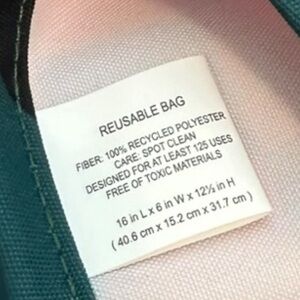 REUSABLE BAG
FIBER: 100% RECYCLED POLYESTER
CARE: SPOT CLEAN
DESIGNED FOR AT LEAST 125 USES
FREE OF TOXIC MATERIALS
16 in L x 6 in W x 12½ in H
( 40.6 cm x 15.2 cm x 31.7 cm )